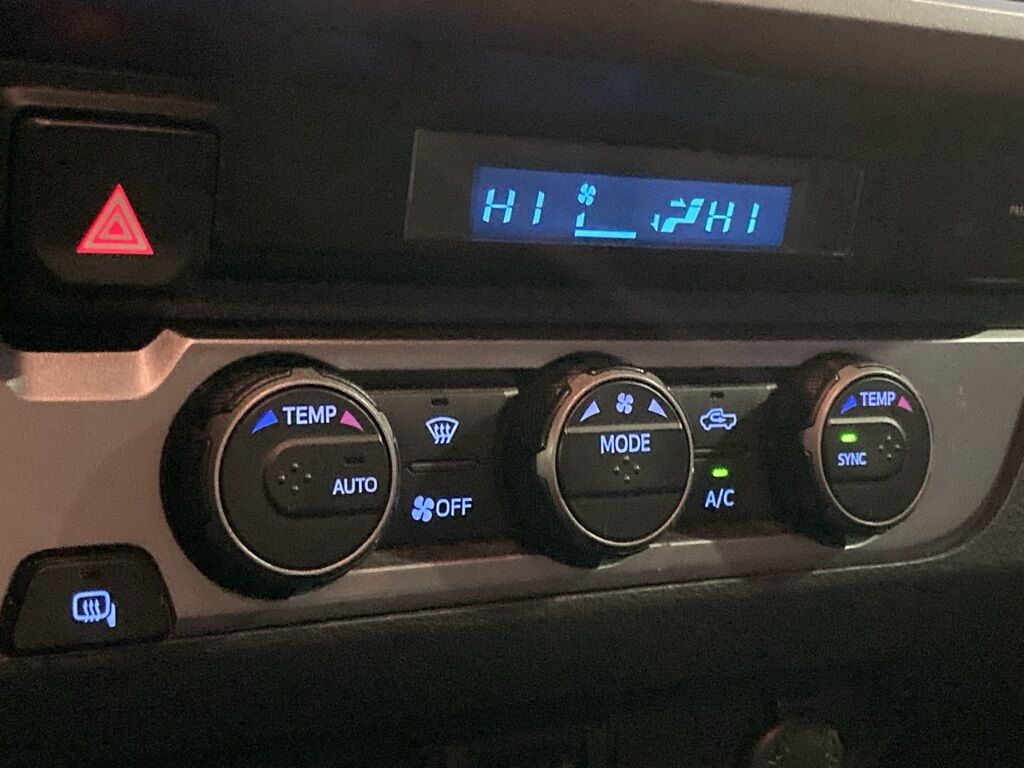 HI HI
TEMP
AUTO
OFF
MODE
A/C
TEMP
SYNC